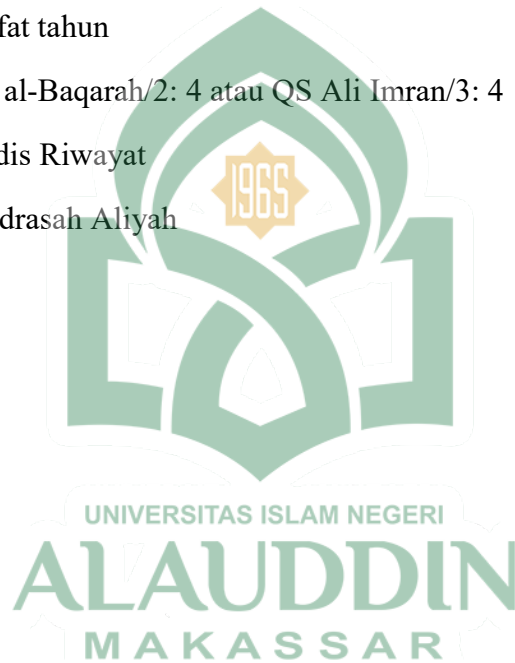 fat tahun
al-Baqarah/2: 4 atau QS Ali Imran/3: 4
dis Riwayat
drasah Aliyah
1965
UNIVERSITAS ISLAM NEGERI
ALAUDDIN
MAKASSAR